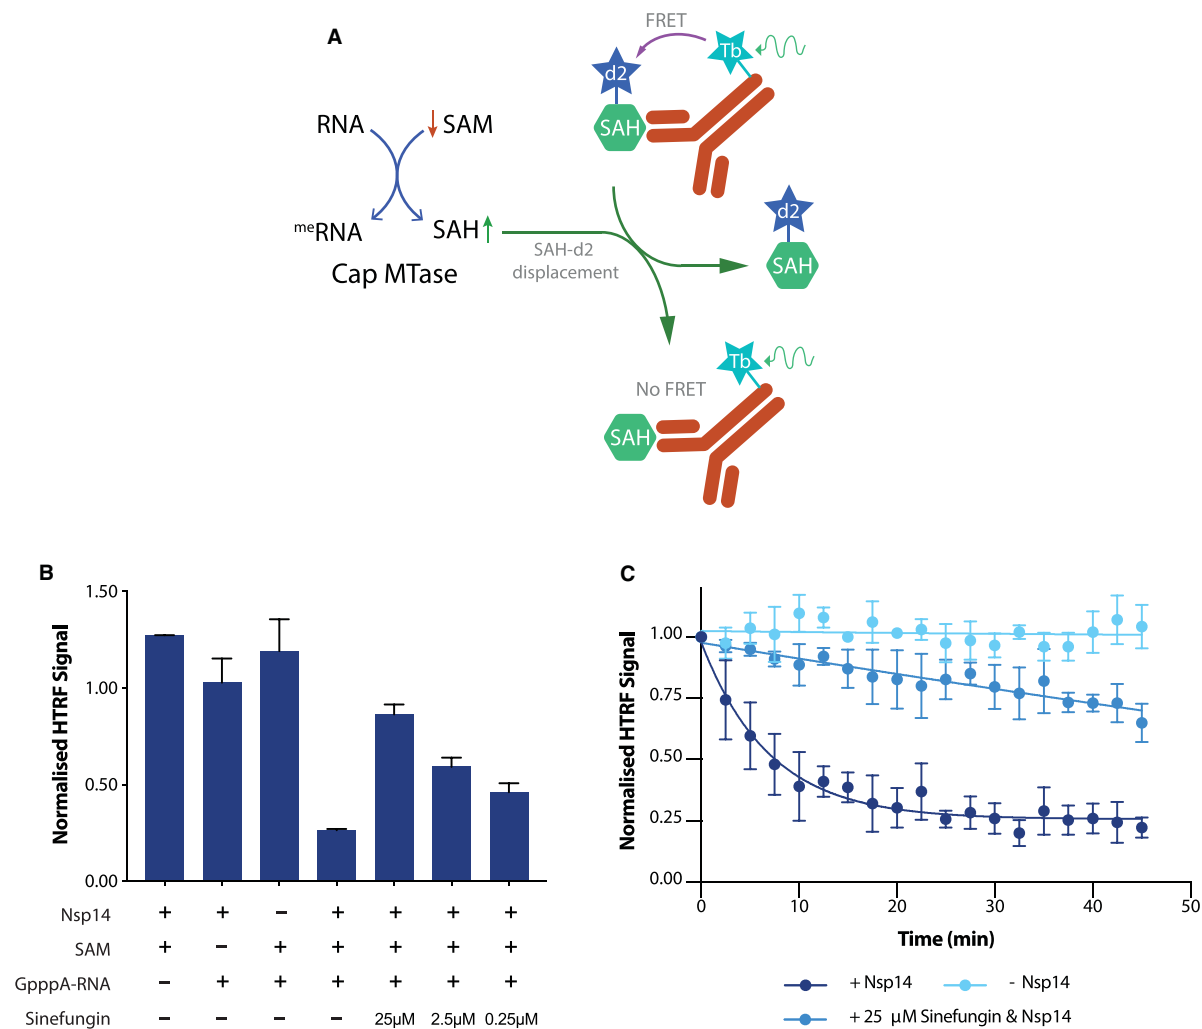 A
FRET
Tb
d2
SAH
RNA
SAM
meRNA
SAH
Cap MTase
SAH-d2
displacement
d2
SAH
No FRET
Tb
SAH
B
Normalised HTRF Signal
1.50
1.00
0.50
0.00
Nsp14 + + – + + + +
SAM + – + + + + +
GpppA-RNA – + + + + + +
Sinefungin – – – – 25µM 2.5µM 0.25µM
C
Normalised HTRF Signal
1.00
0.75
0.50
0.25
0.00
0 10 20 30 40 50
Time (min)
+ Nsp14
- Nsp14
+ 25 µM Sinefungin & Nsp14